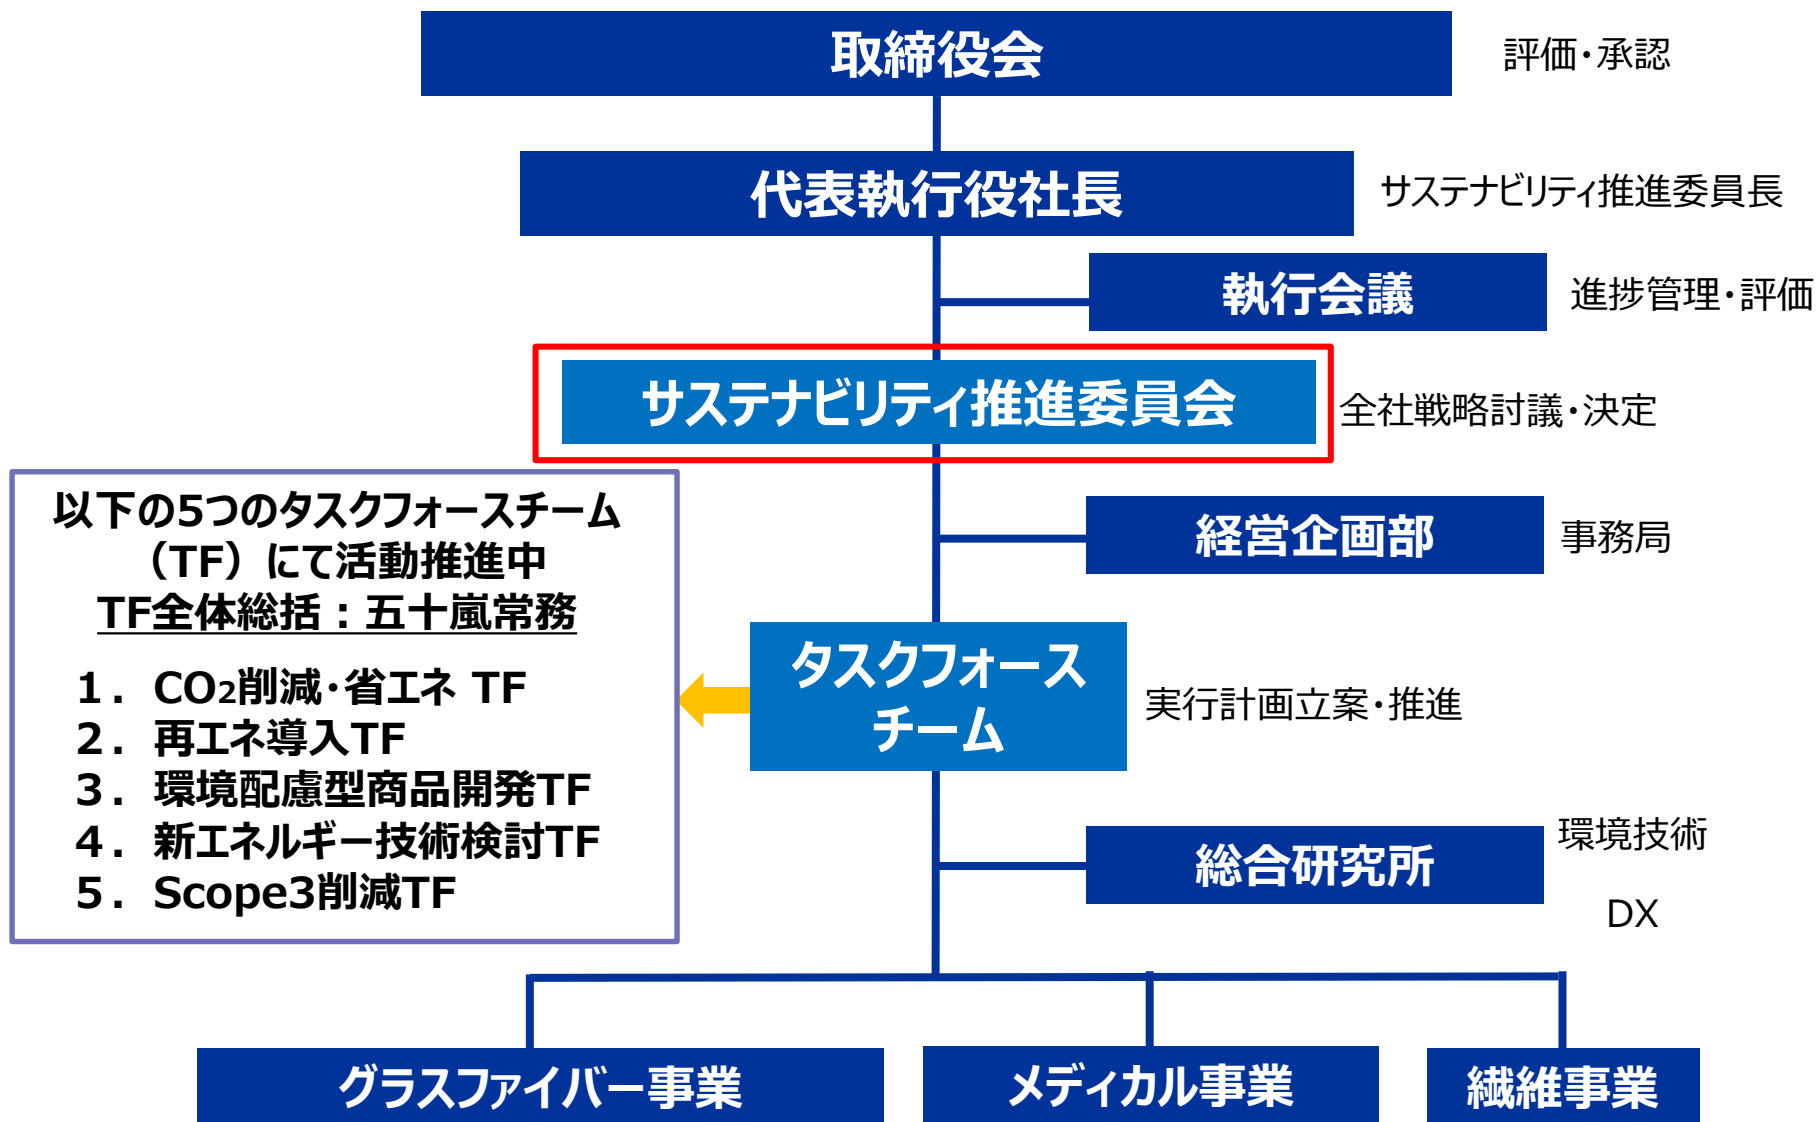 取締役会
評価・承認
代表執行役社長
サステナビリティ推進委員長
執行会議
進捗管理・評価
サステナビリティ推進委員会
全社戦略討議・決定
以下の5つのタスクフォースチーム
（TF）にて活動推進中
TF全体総括：五十嵐常務
１． CO₂削減・省エネ TF
２． 再エネ導入TF
３． 環境配慮型商品開発TF
４． 新エネルギー技術検討TF
５． Scope3削減TF
経営企画部
事務局
タスクフォース
チーム
実行計画立案・推進
総合研究所
環境技術
DX
グラスファイバー事業
メディカル事業
繊維事業